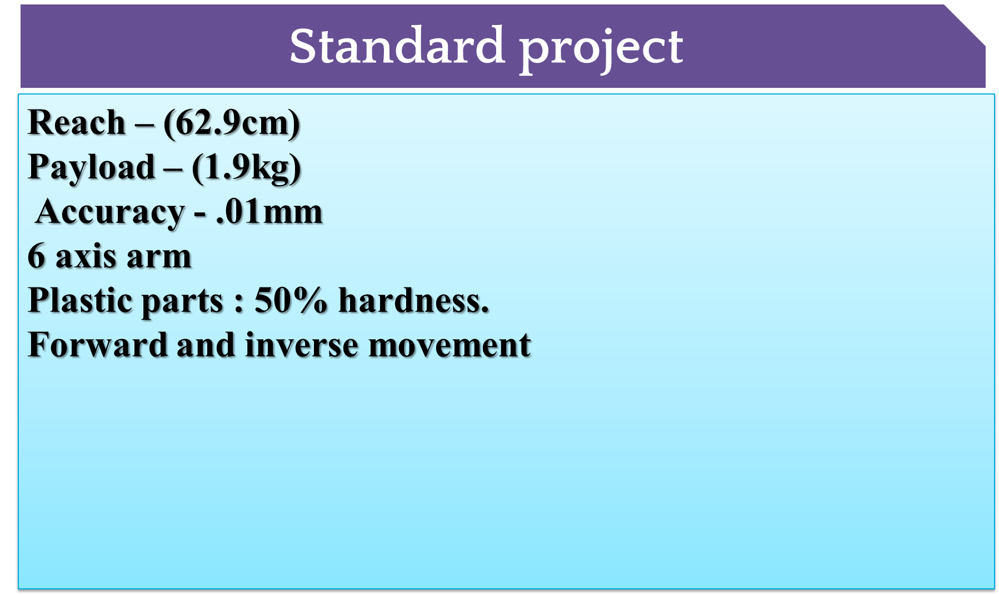 Standard project
Reach – (62.9cm)
Payload – (1.9kg)
Accuracy - .01mm
6 axis arm
Plastic parts : 50% hardness.
Forward and inverse movement